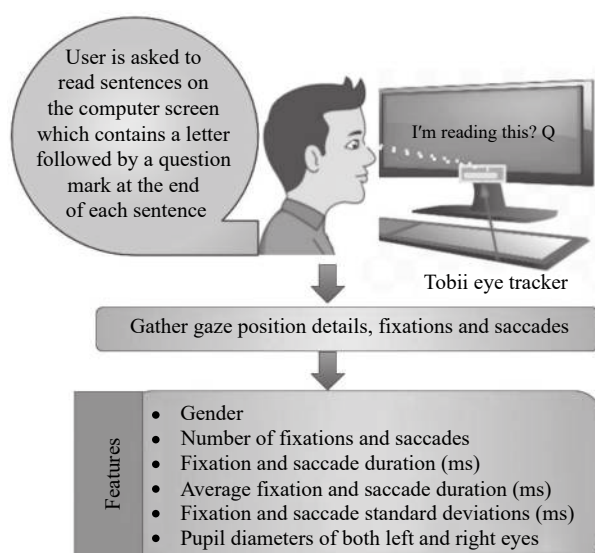 User is asked to
read sentences on
the computer screen
which contains a letter
followed by a question
mark at the end
of each sentence
I'm reading this? Q
Tobii eye tracker
Gather gaze position details, fixations and saccades
Features
• Gender
• Number of fixations and saccades
• Fixation and saccade duration (ms)
• Average fixation and saccade duration (ms)
• Fixation and saccade standard deviations (ms)
• Pupil diameters of both left and right eyes